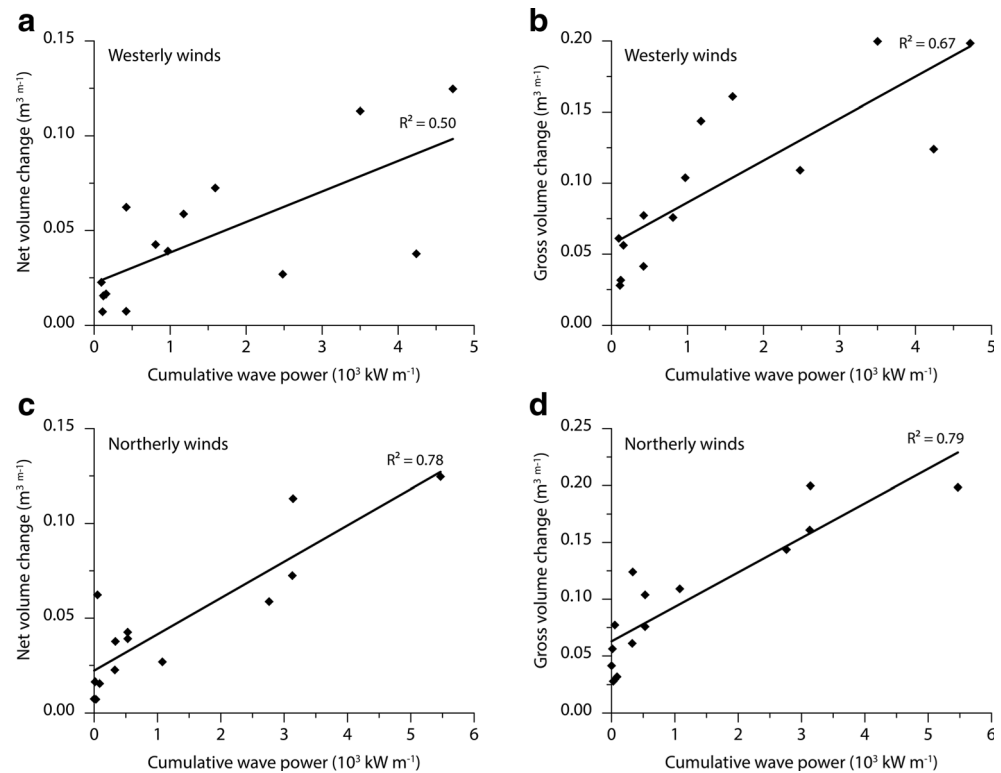 a
Westerly winds
R² = 0.50
Net volume change (m³ ᵐ⁻¹)
0.15
0.10
0.05
0.00
0 1 2 3 4 5
Cumulative wave power (10³ kW m⁻¹)
b
Westerly winds
R² = 0.67
Gross volume change (m³ ᵐ⁻¹)
0.20
0.15
0.10
0.05
0.00
0 1 2 3 4 5
Cumulative wave power (10³ kW m⁻¹)
c
Northerly winds
R² = 0.78
Net volume change (m³ ᵐ⁻¹)
0.15
0.10
0.05
0.00
0 1 2 3 4 5 6
Cumulative wave power (10³ kW m⁻¹)
d
Northerly winds
R² = 0.79
Gross volume change (m³ ᵐ⁻¹)
0.25
0.20
0.15
0.10
0.05
0.00
0 1 2 3 4 5 6
Cumulative wave power (10³ kW m⁻¹)